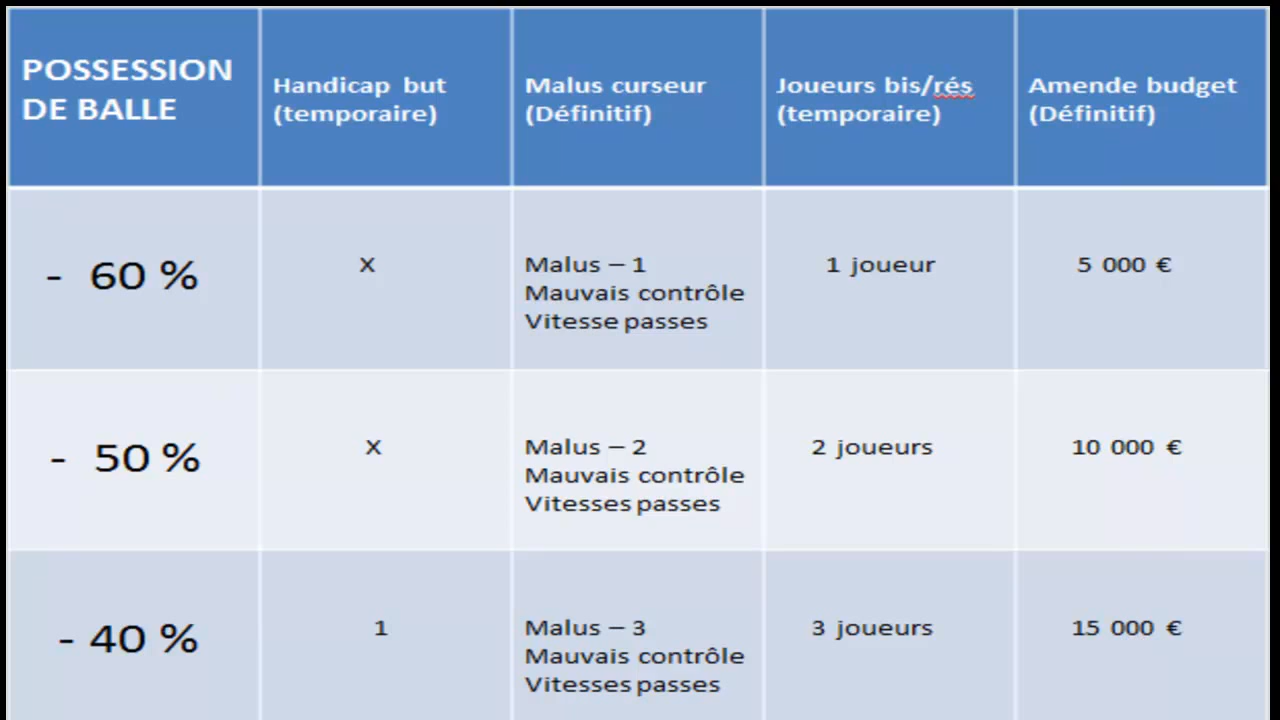 POSSESSION
DE BALLE
Handicap but
(temporaire)
Malus curseur
(Définitif)
Joueurs bis/rés
(temporaire)
Amende budget
(Définitif)
- 60 %
X
Malus – 1
Mauvais contrôle
Vitesse passes
1 joueur
5 000 €
- 50 %
X
Malus – 2
Mauvais contrôle
Vitesses passes
2 joueurs
10 000 €
- 40 %
1
Malus – 3
Mauvais contrôle
Vitesses passes
3 joueurs
15 000 €